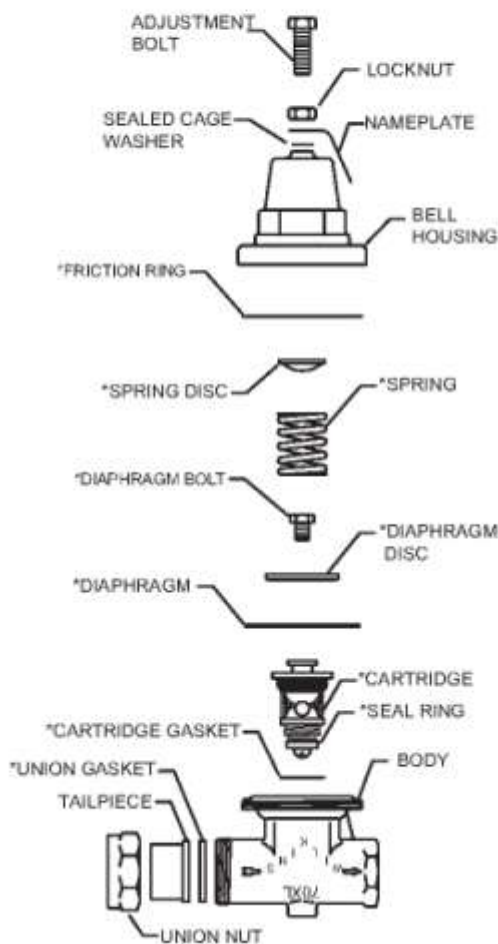 ADJUSTMENT
BOLT
LOCKNUT
SEALED CAGE
WASHER
NAMEPLATE
BELL
HOUSING
*FRICTION RING
*SPRING DISC
*SPRING
*DIAPHRAGM BOLT
*DIAPHRAGM
DISC
*DIAPHRAGM
*CARTRIDGE
*SEAL RING
*CARTRIDGE GASKET
*UNION GASKET
BODY
TAILPIECE
70XL
UNION NUT